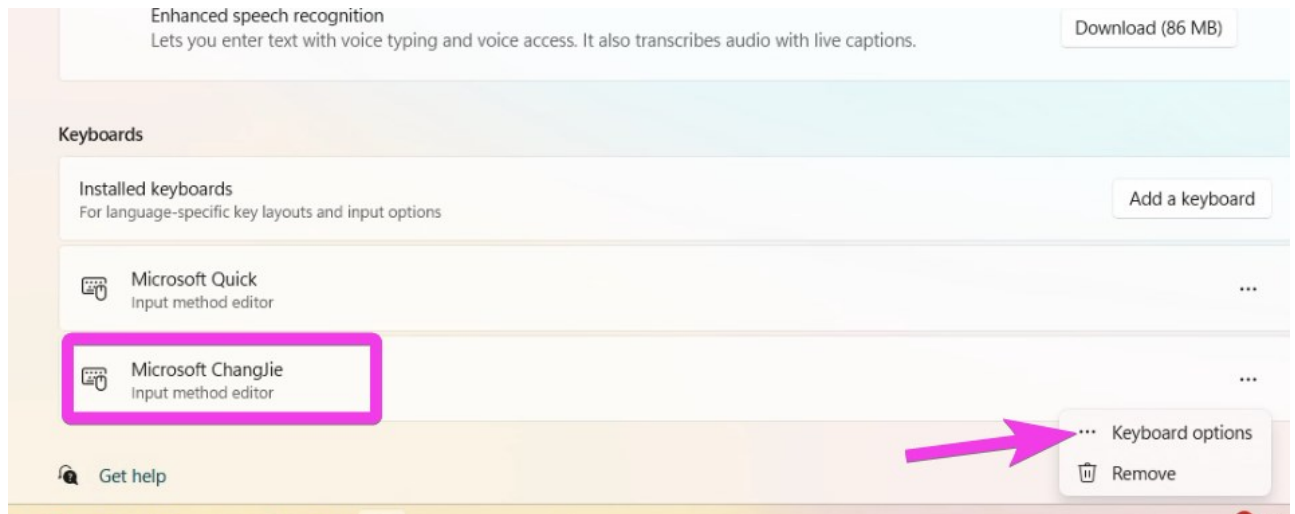 Enhanced speech recognition
Lets you enter text with voice typing and voice access. It also transcribes audio with live captions.
Download (86 MB)
Keyboards
Installed keyboards
For language-specific key layouts and input options
Add a keyboard
Microsoft Quick
Input method editor
Microsoft ChangJie
Input method editor
Keyboard options
Remove
Get help